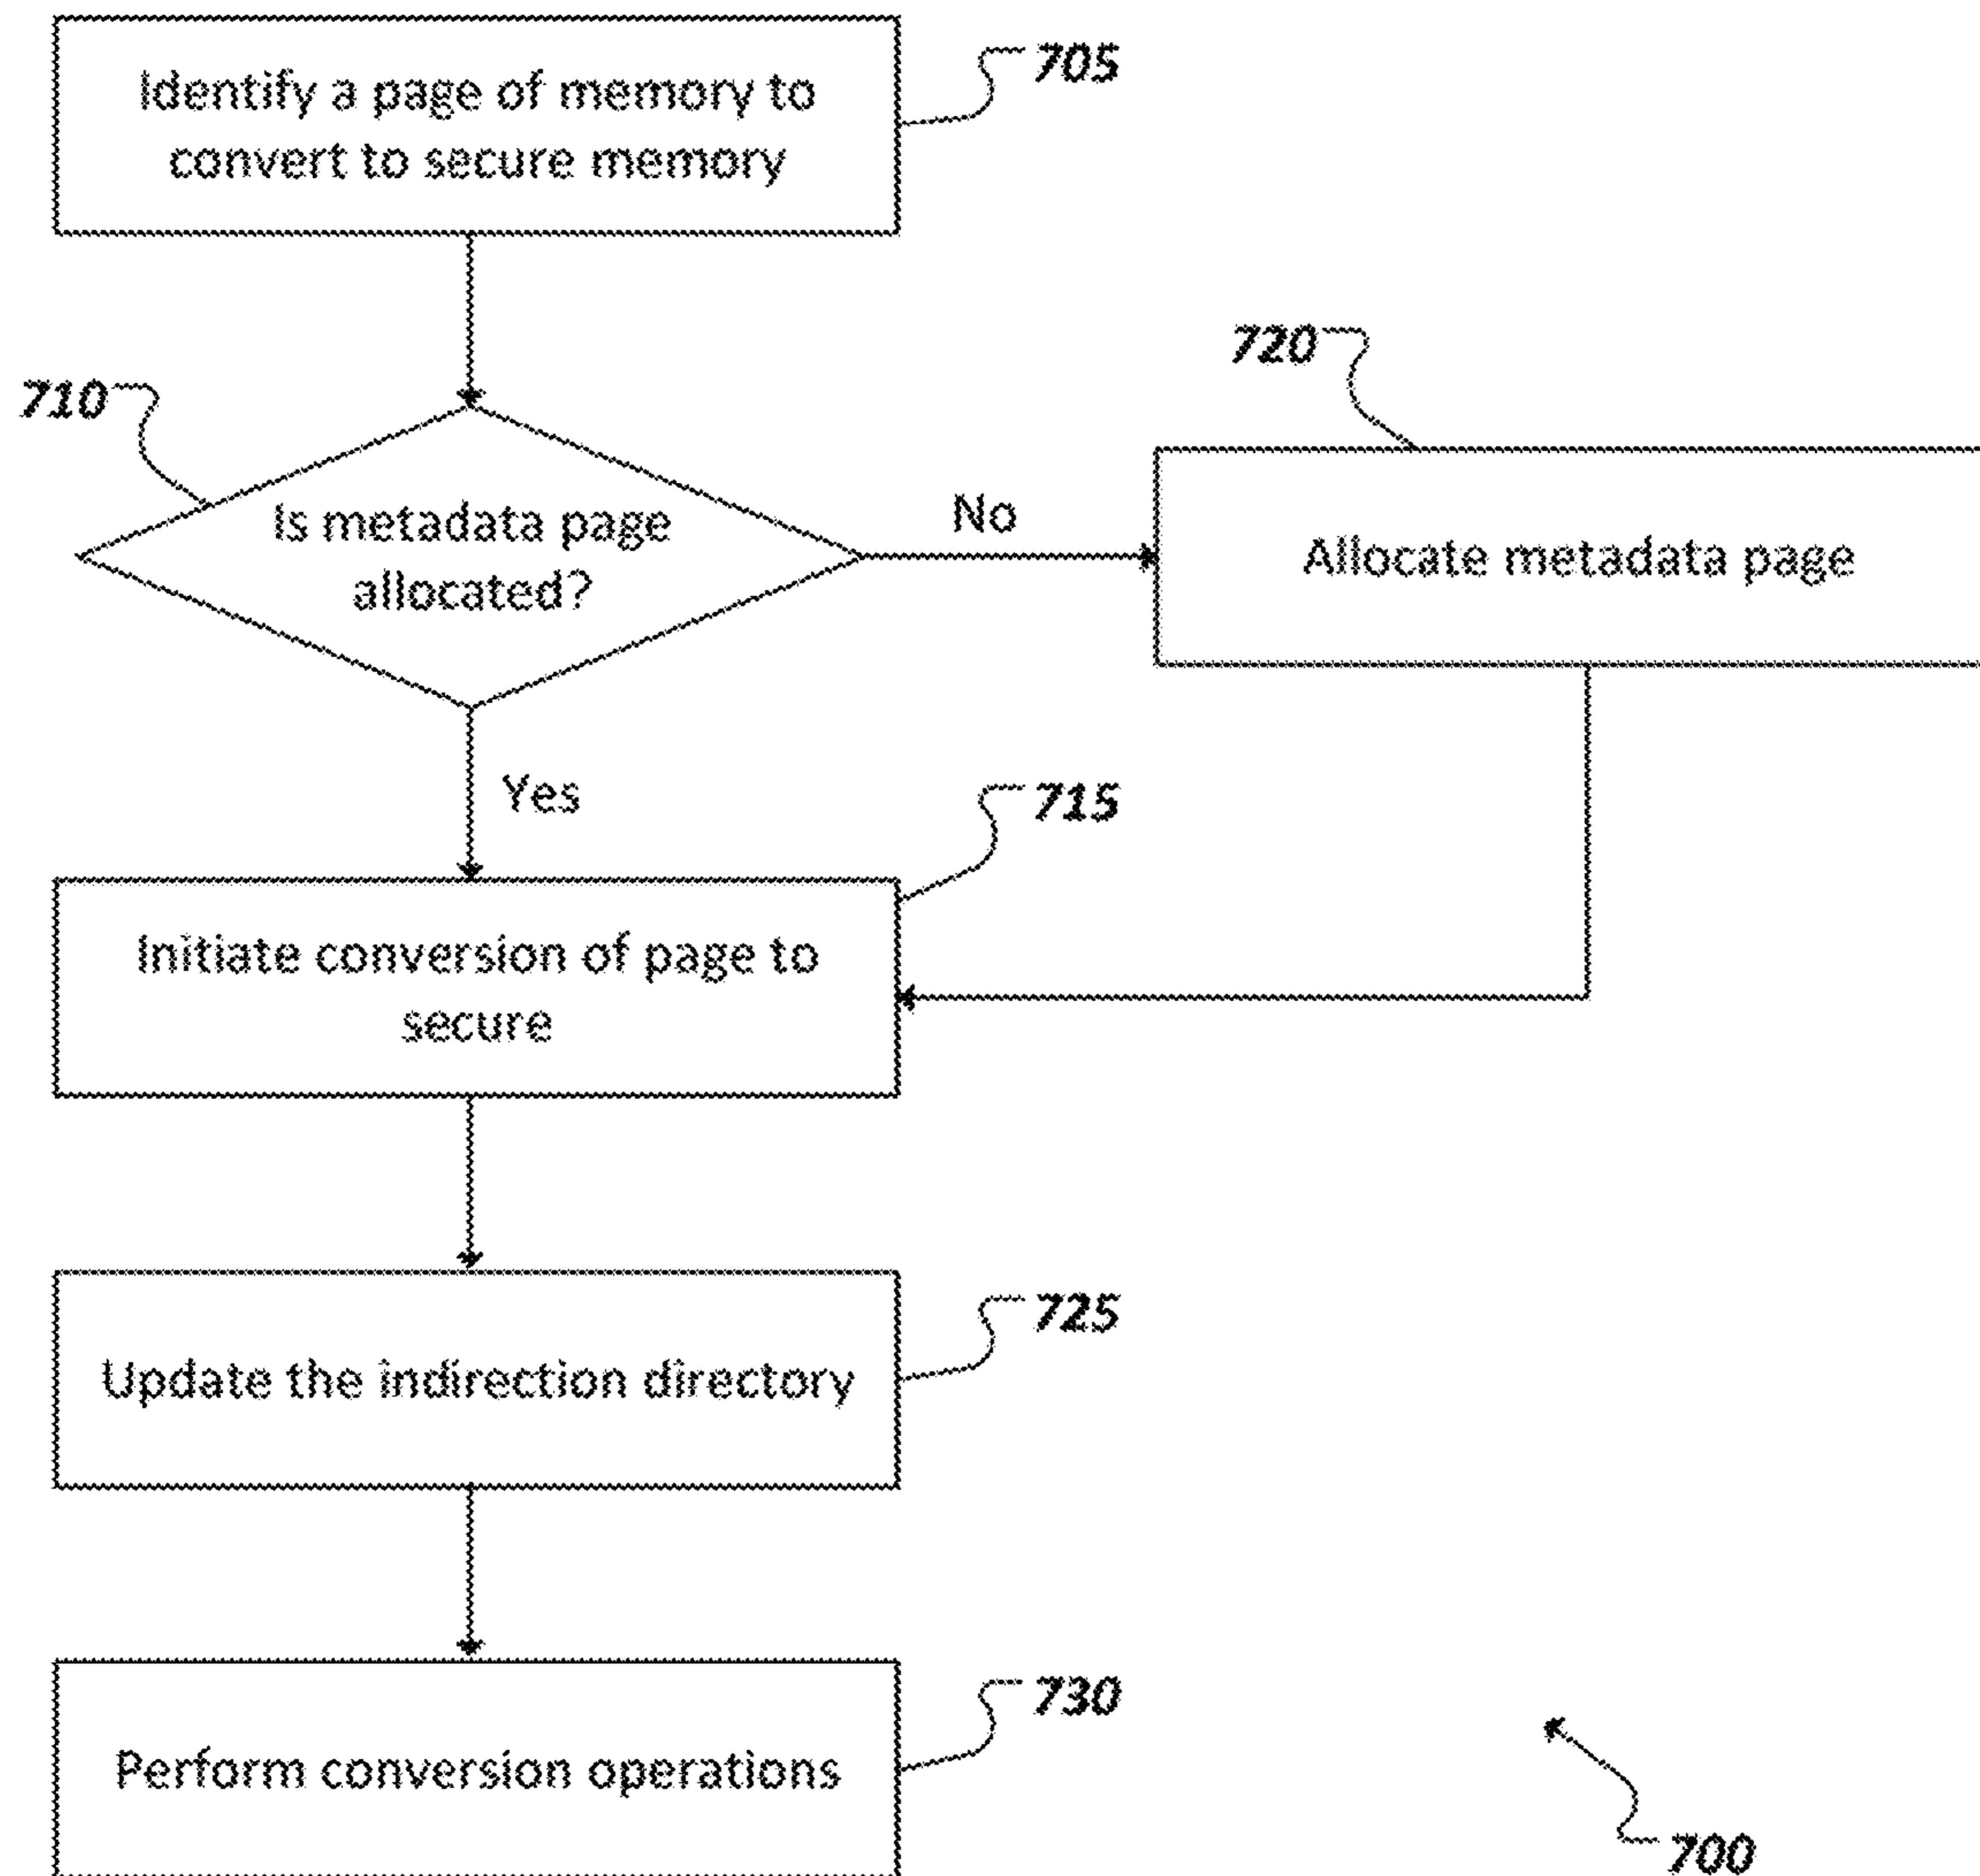 Identify a page of memory to
convert to secure memory
705
710
Is metadata page
allocated?
No
720
Allocate metadata page
Yes
715
Initiate conversion of page to
secure
725
Update the indirection directory
730
Perform conversion operations
700